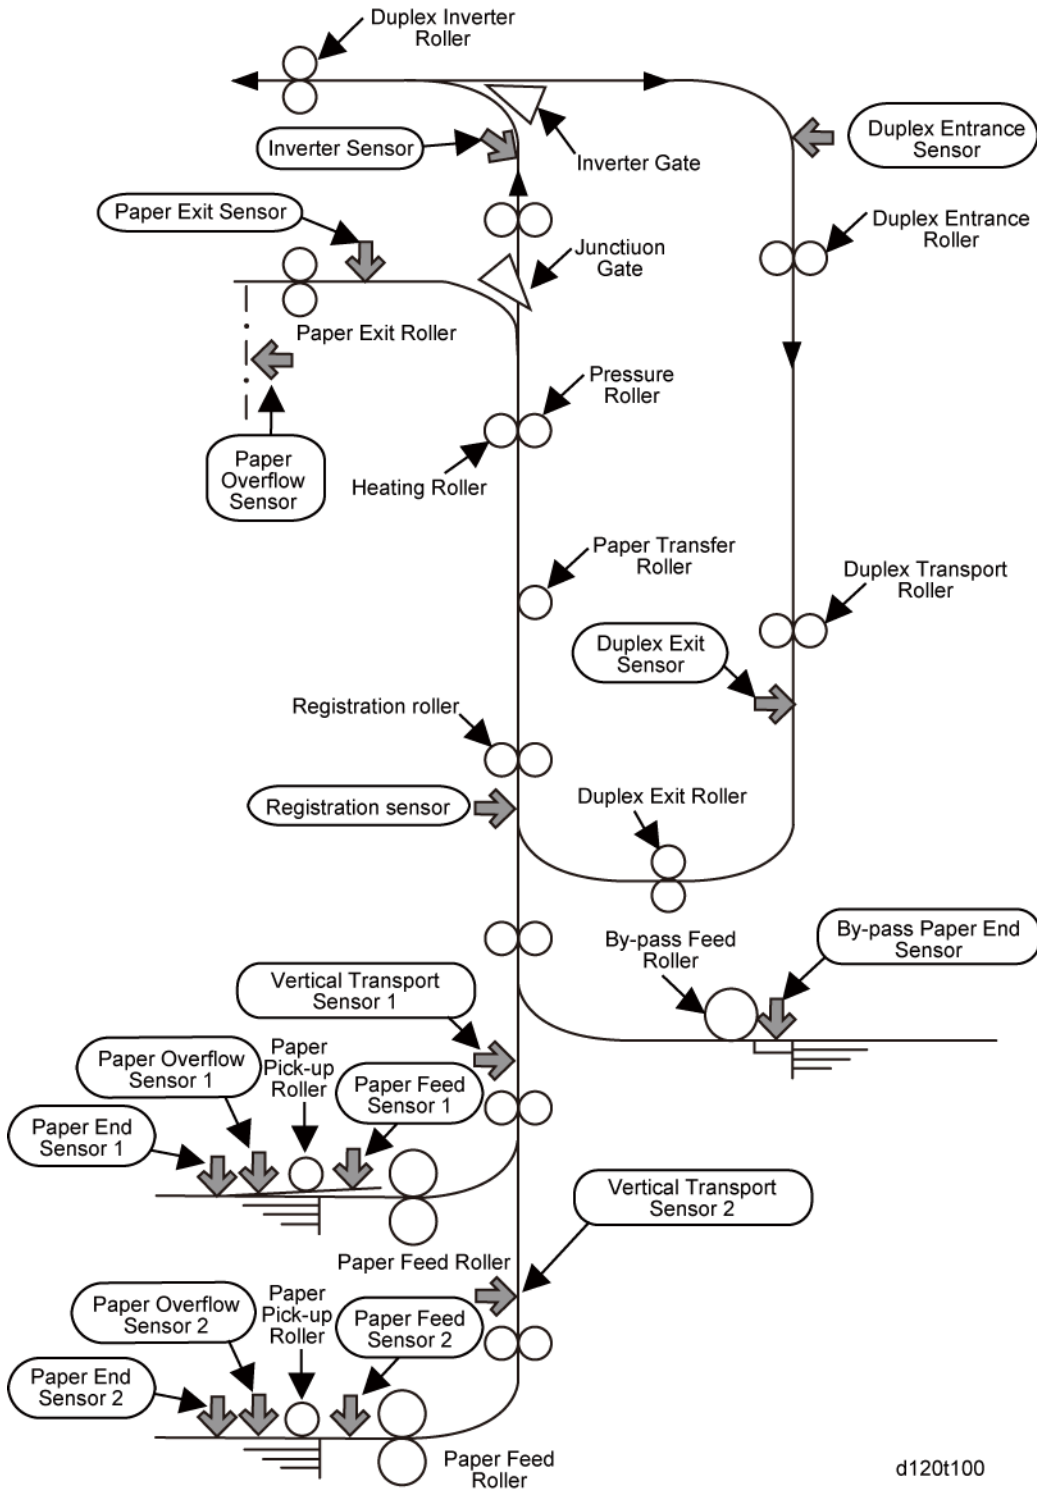 Duplex Inverter
Roller
Inverter Sensor
Inverter Gate
Duplex Entrance
Sensor
Paper Exit Sensor
Duplex Entrance
Roller
Junctiuon
Gate
Paper Exit Roller
Pressure
Roller
Paper
Overflow
Sensor
Heating Roller
Paper Transfer
Roller
Duplex Transport
Roller
Duplex Exit
Sensor
Registration roller
Registration sensor
Duplex Exit Roller
By-pass Feed
Roller
By-pass Paper End
Sensor
Vertical Transport
Sensor 1
Paper Overflow
Sensor 1
Paper
Pick-up
Roller
Paper Feed
Sensor 1
Paper End
Sensor 1
Vertical Transport
Sensor 2
Paper Feed Roller
Paper Overflow
Sensor 2
Paper
Pick-up
Roller
Paper Feed
Sensor 2
Paper End
Sensor 2
Paper Feed
Roller
d120t100